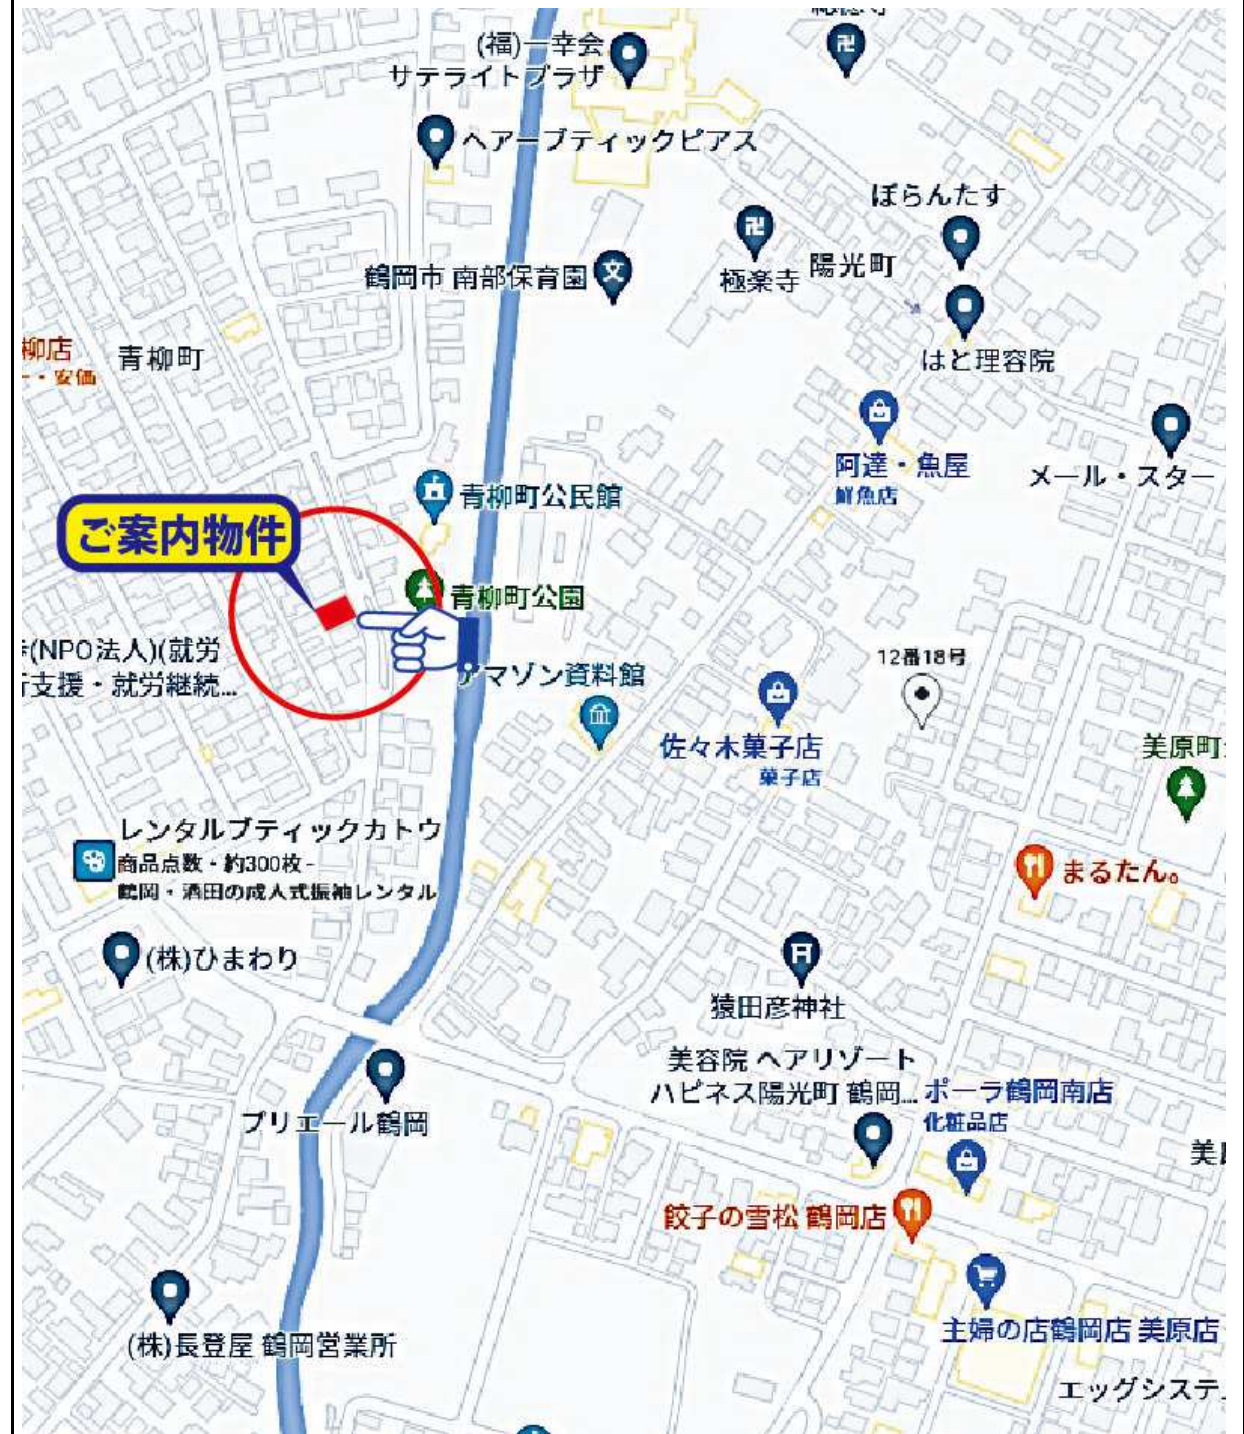 (福)一幸会
サテライトプラザ
ヘアーブティックピアス
ぼらんたす
鶴岡市 南部保育園
極楽寺
陽光町
はと理容院
柳店
・安価
青柳町
阿達・魚屋
鮮魚店
メール・スター
青柳町公民館
ご案内物件
青柳町公園
(NPO法人)(就労
支援・就労継続...
アマゾン資料館
12番18号
佐々木菓子店
菓子店
美原町
レンタルブティックカトウ
商品点数・約300枚 -
鶴岡・酒田の成人式振袖レンタル
まるたん。
(株)ひまわり
猿田彦神社
美容院 ヘアリゾート
ハピネス陽光町 鶴岡...
ポーラ鶴岡南店
化粧品店
プリエール鶴岡
美
餃子の雪松 鶴岡店
(株)長登屋 鶴岡営業所
主婦の店鶴岡店 美原店
エッグシステ